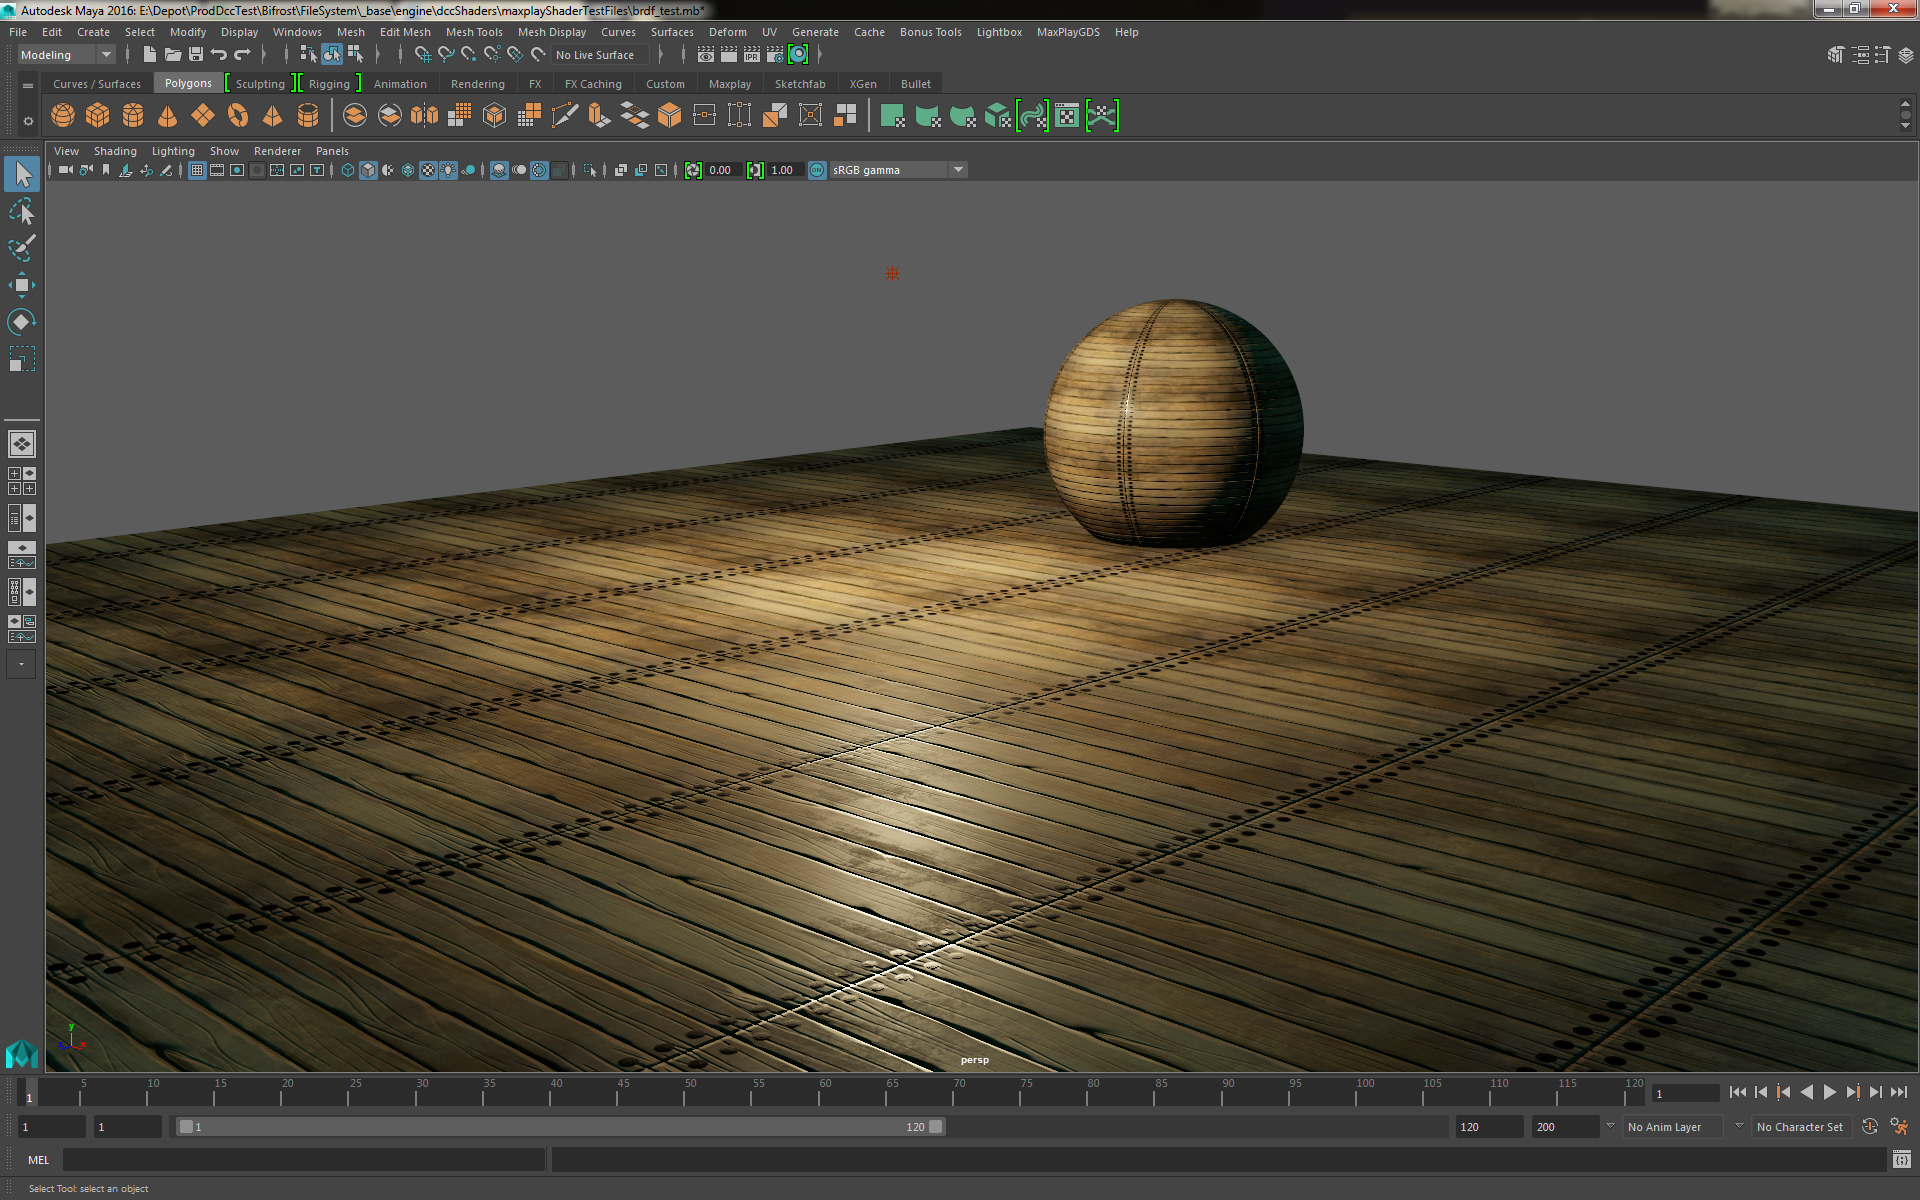 Autodesk Maya 2016: E:\Depot\ProdDccTest\Bifrost\FileSystem\_base\engine\dccShaders\maxplayShaderTestFiles\brdf_test.mb*
File Edit Create Select Modify Display Windows Mesh Edit Mesh Mesh Tools Mesh Display Curves Surfaces Deform UV Generate Cache Bonus Tools Lightbox MaxPlayGDS Help
Modeling No Live Surface IPR
Curves / Surfaces Polygons Sculpting Rigging Animation Rendering FX FX Caching Custom Maxplay Sketchfab XGen Bullet
View Shading Lighting Show Renderer Panels
0.00 1.00 ON sRGB gamma
y
x
persp
5 10 15 20 25 30 35 40 45 50 55 60 65 70 75 80 85 90 95 100 105 110 115 120
1 1
1 1 1 120 120 200 No Anim Layer No Character Set
MEL
Select Tool: select an object